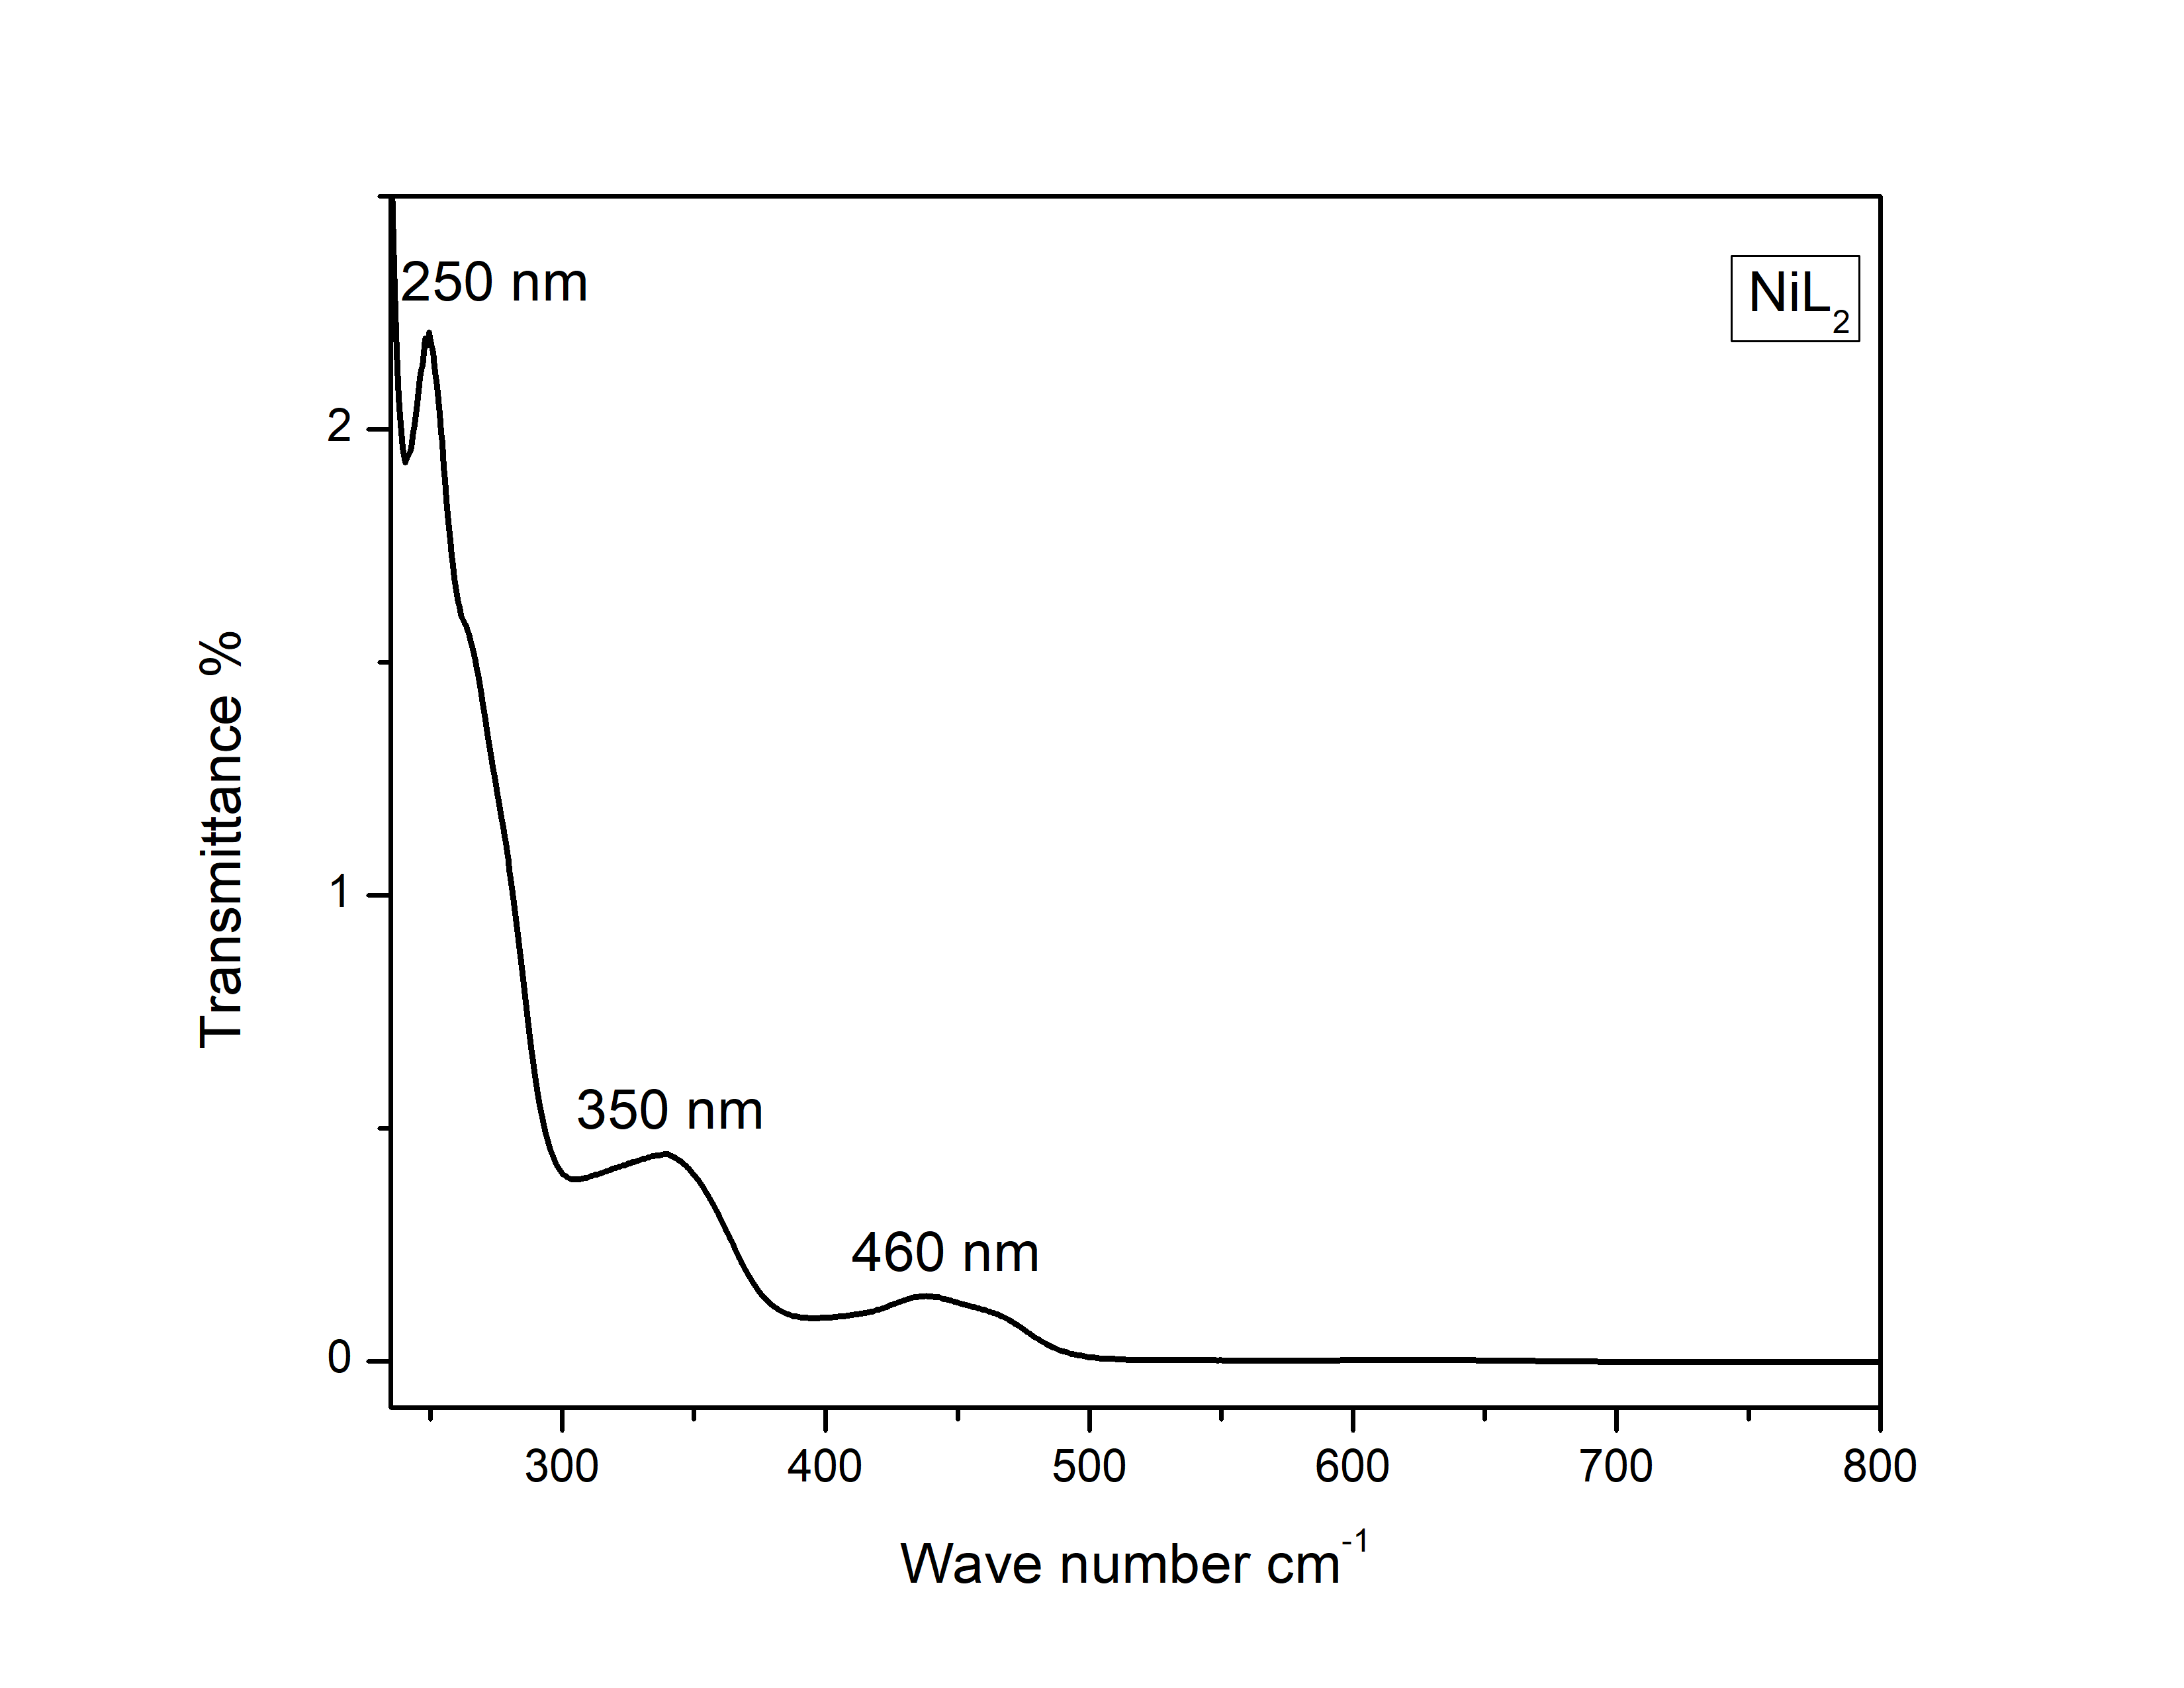 NiL₂
250 nm
350 nm
460 nm
Transmittance %
2
1
0
300 400 500 600 700 800
Wave number cm⁻¹